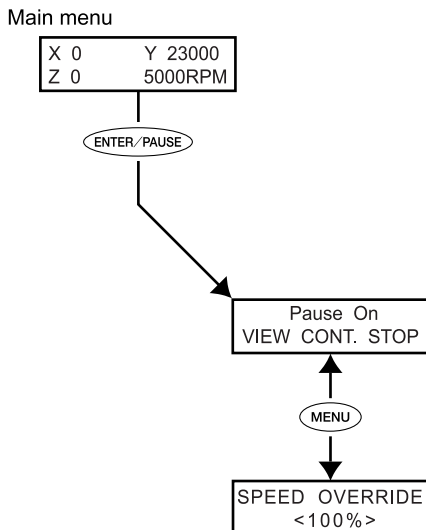 Main menu
X 0 Y 23000
Z 0 5000RPM
ENTER/PAUSE
Pause On
VIEW CONT. STOP
MENU
SPEED OVERRIDE
<100%>